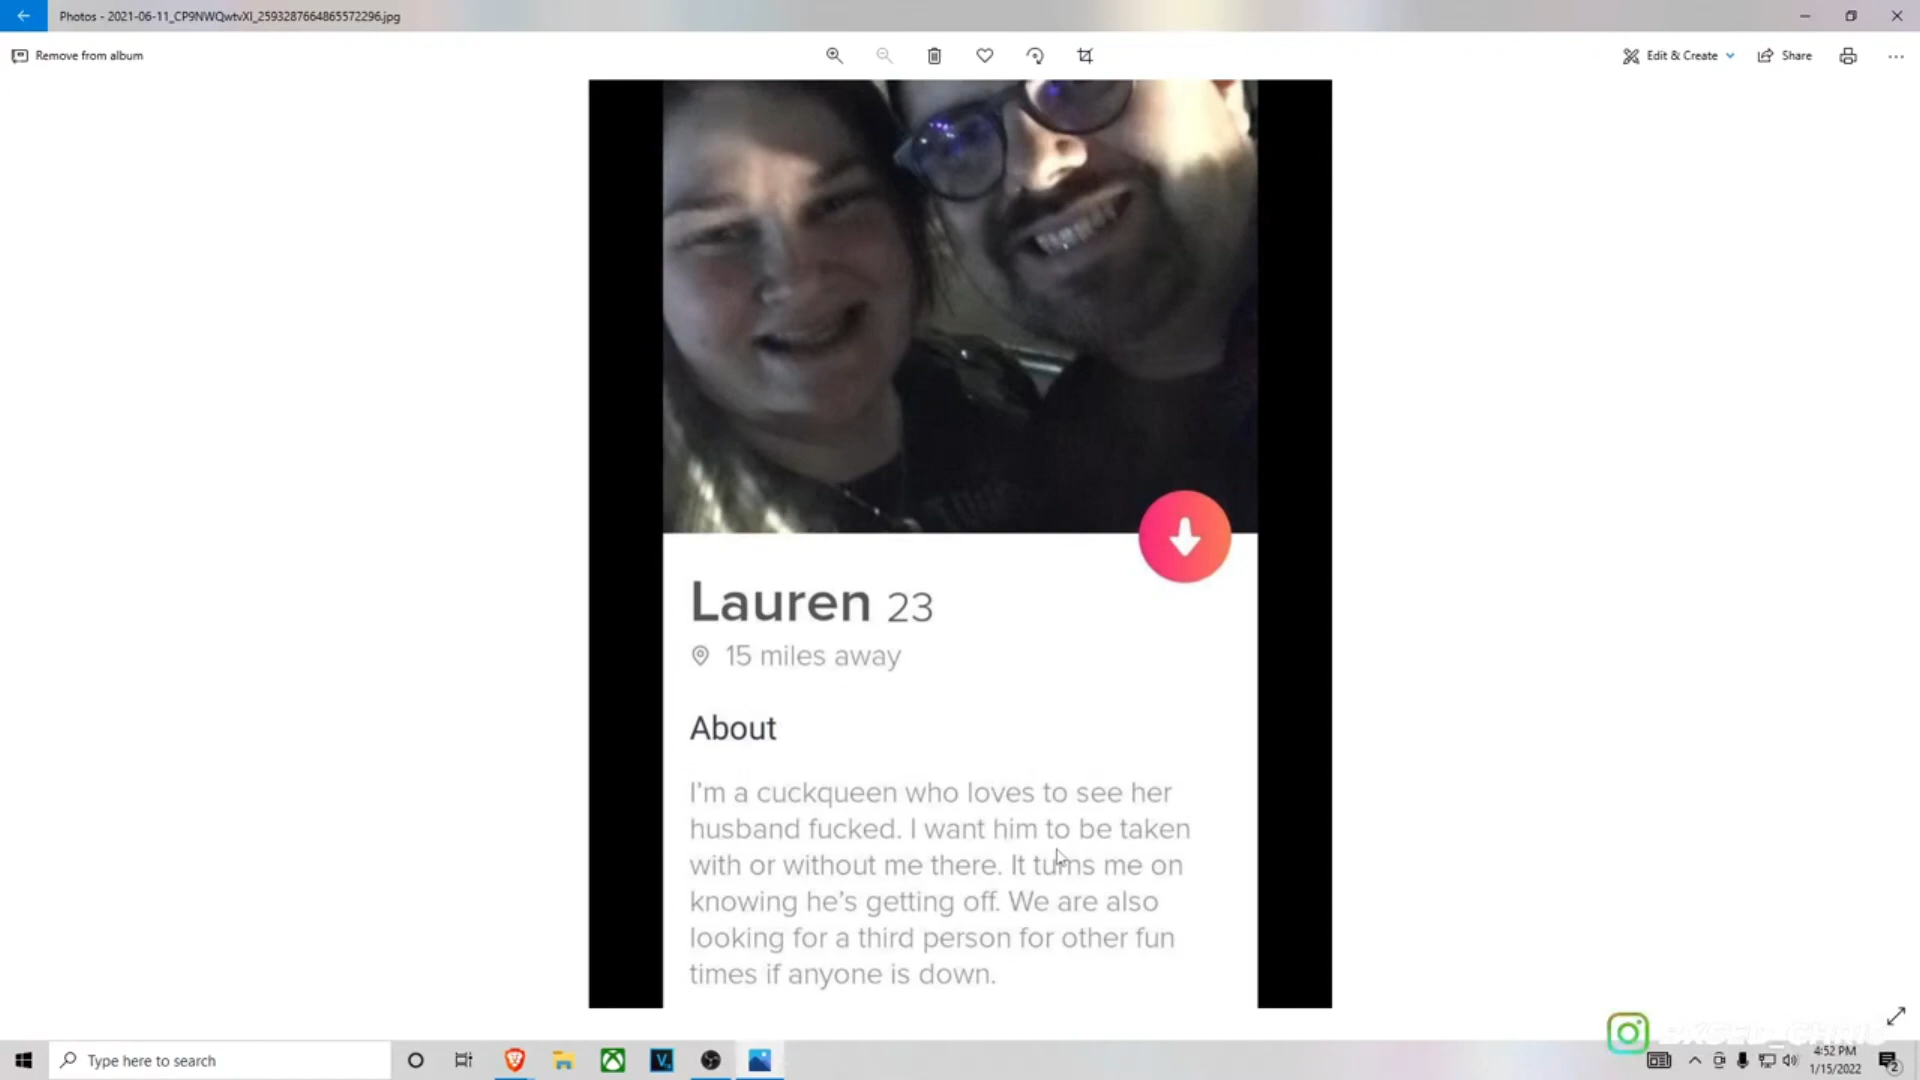 Photos - 2021-06-11_CP9NWQwtvXI_2593287664865572296.jpg
Remove from album
Edit & Create
Share
Lauren 23
15 miles away
About
I'm a cuckqueen who loves to see her
husband fucked. I want him to be taken
with or without me there. It turns me on
knowing he's getting off. We are also
looking for a third person for other fun
times if anyone is down.
Type here to search
4:52 PM
1/15/2022
2